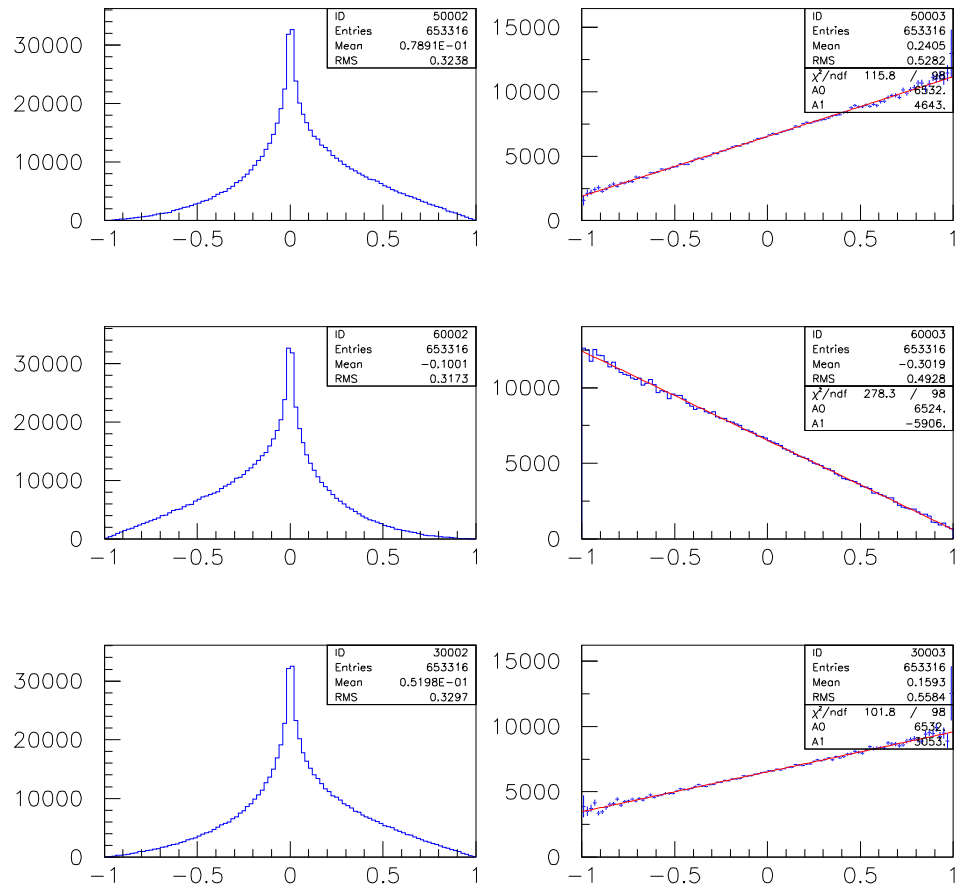 ID 50002
Entries 653316
Mean 0.7891E-01
RMS 0.3238
30000
20000
10000
0
−1 −0.5 0 0.5 1
ID 50003
Entries 653316
Mean 0.2405
RMS 0.5282
χ²/ndf 115.8 / 98
A0 6532.
A1 4643.
15000
12500
10000
7500
5000
2500
0
−1 −0.5 0 0.5 1
ID 60002
Entries 653316
Mean −0.1001
RMS 0.3173
30000
20000
10000
0
−1 −0.5 0 0.5 1
ID 60003
Entries 653316
Mean −0.3019
RMS 0.4928
χ²/ndf 278.3 / 98
A0 6524.
A1 −5906.
10000
5000
0
−1 −0.5 0 0.5 1
ID 30002
Entries 653316
Mean 0.5198E-01
RMS 0.3297
30000
20000
10000
0
−1 −0.5 0 0.5 1
ID 30003
Entries 653316
Mean 0.1593
RMS 0.5584
χ²/ndf 101.8 / 98
A0 6532.
A1 3053.
15000
10000
5000
0
−1 −0.5 0 0.5 1